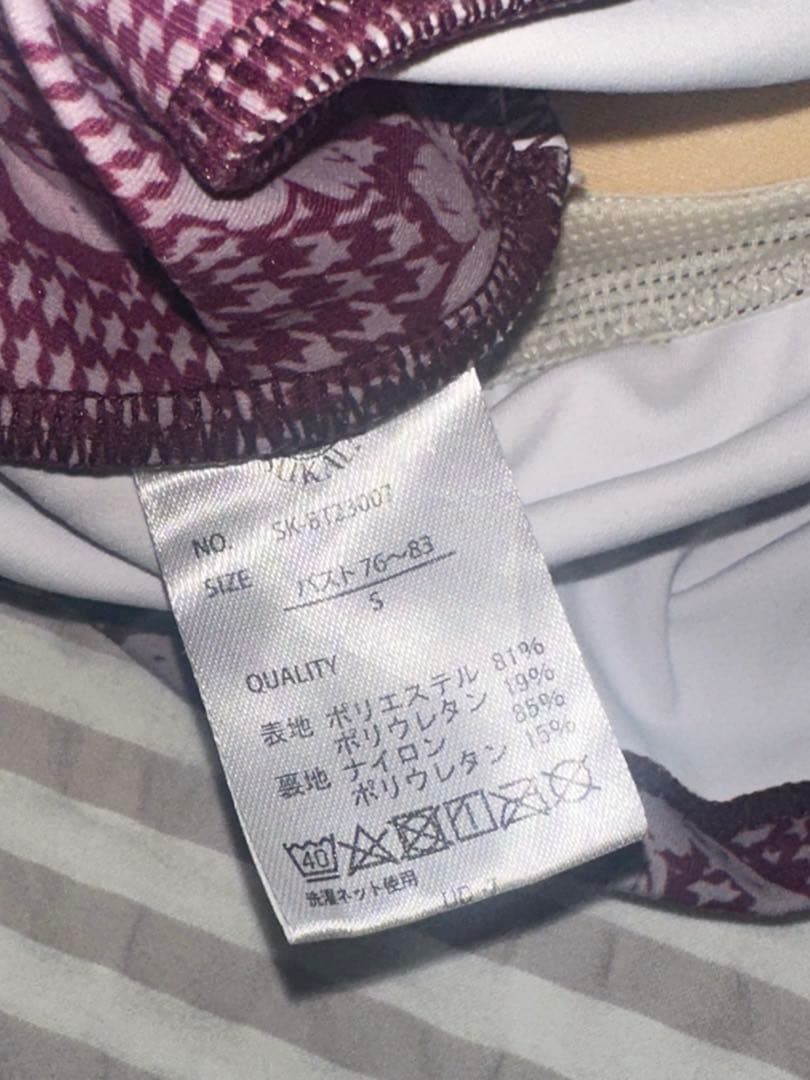 NO. SK-BT23007
SIZE バスト76〜83
S
QUALITY
表地 ポリエステル 81%
ポリウレタン 19%
裏地 ナイロン 85%
ポリウレタン 15%
40
洗濯ネット使用